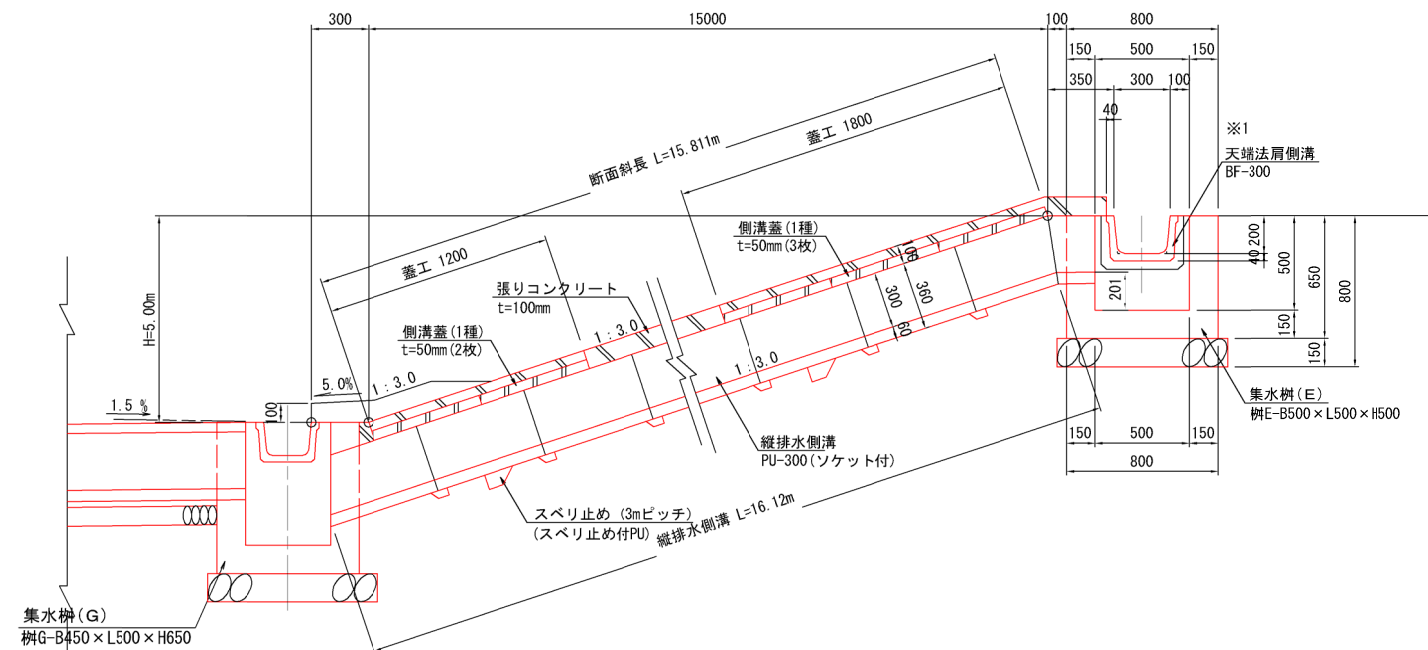 300
15000
100
800
150
500
150
350
300
100
40
断面斜長 L=15.811m
蓋工 1800
蓋工 1200
※1
天端法肩側溝
BF-300
側溝蓋(1種)
t=50mm(3枚)
張りコンクリート
t=100mm
側溝蓋(1種)
t=50mm(2枚)
1:3.0
1:3.0
1:3.0
100
300
360
60
H=5.00m
5.0%
1.5 %
100
201
200
40
500
150
650
150
800
集水桝(E)
桝E-B500×L500×H500
150
500
150
800
縦排水側溝
PU-300(ソケット付)
スベリ止め (3mピッチ)
(スベリ止め付PU)
縦排水側溝 L=16.12m
集水桝(G)
桝G-B450×L500×H650